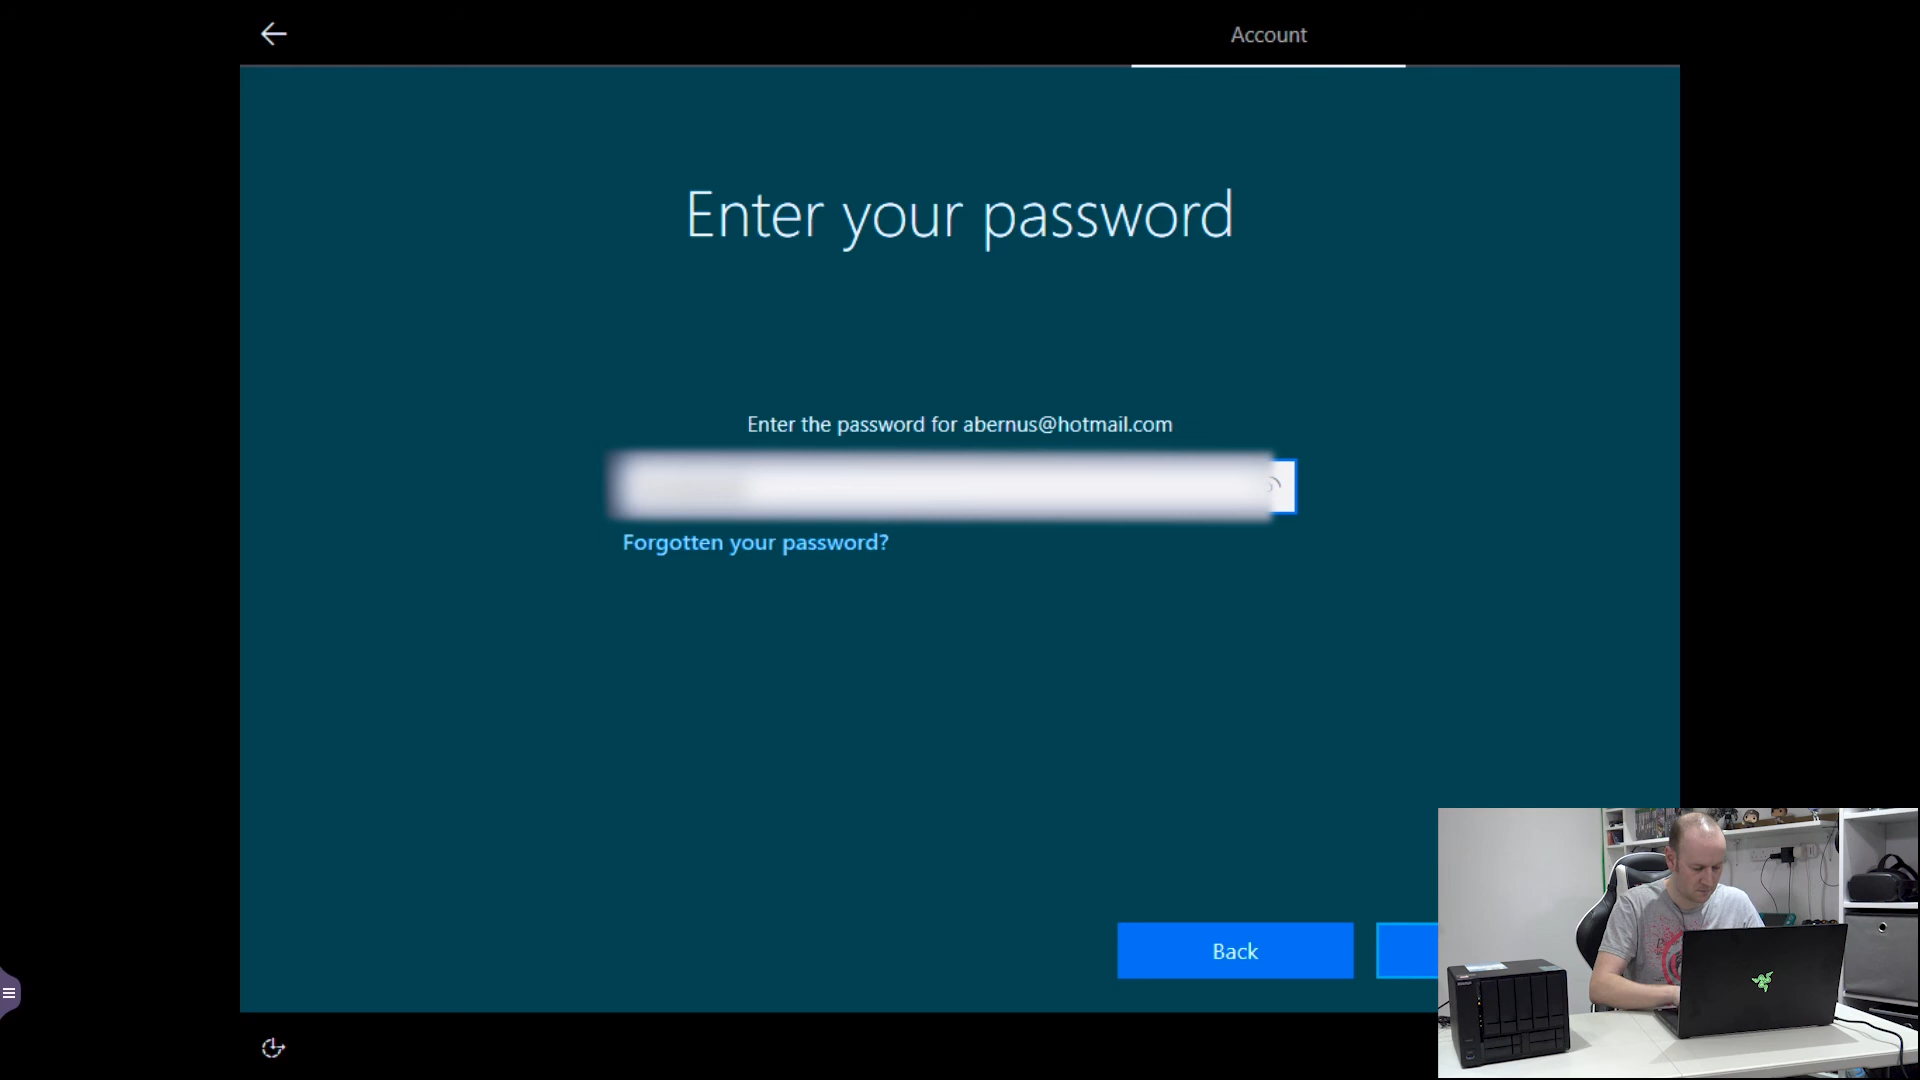 Account
Enter your password
Enter the password for abernus@hotmail.com
Forgotten your password?
Back